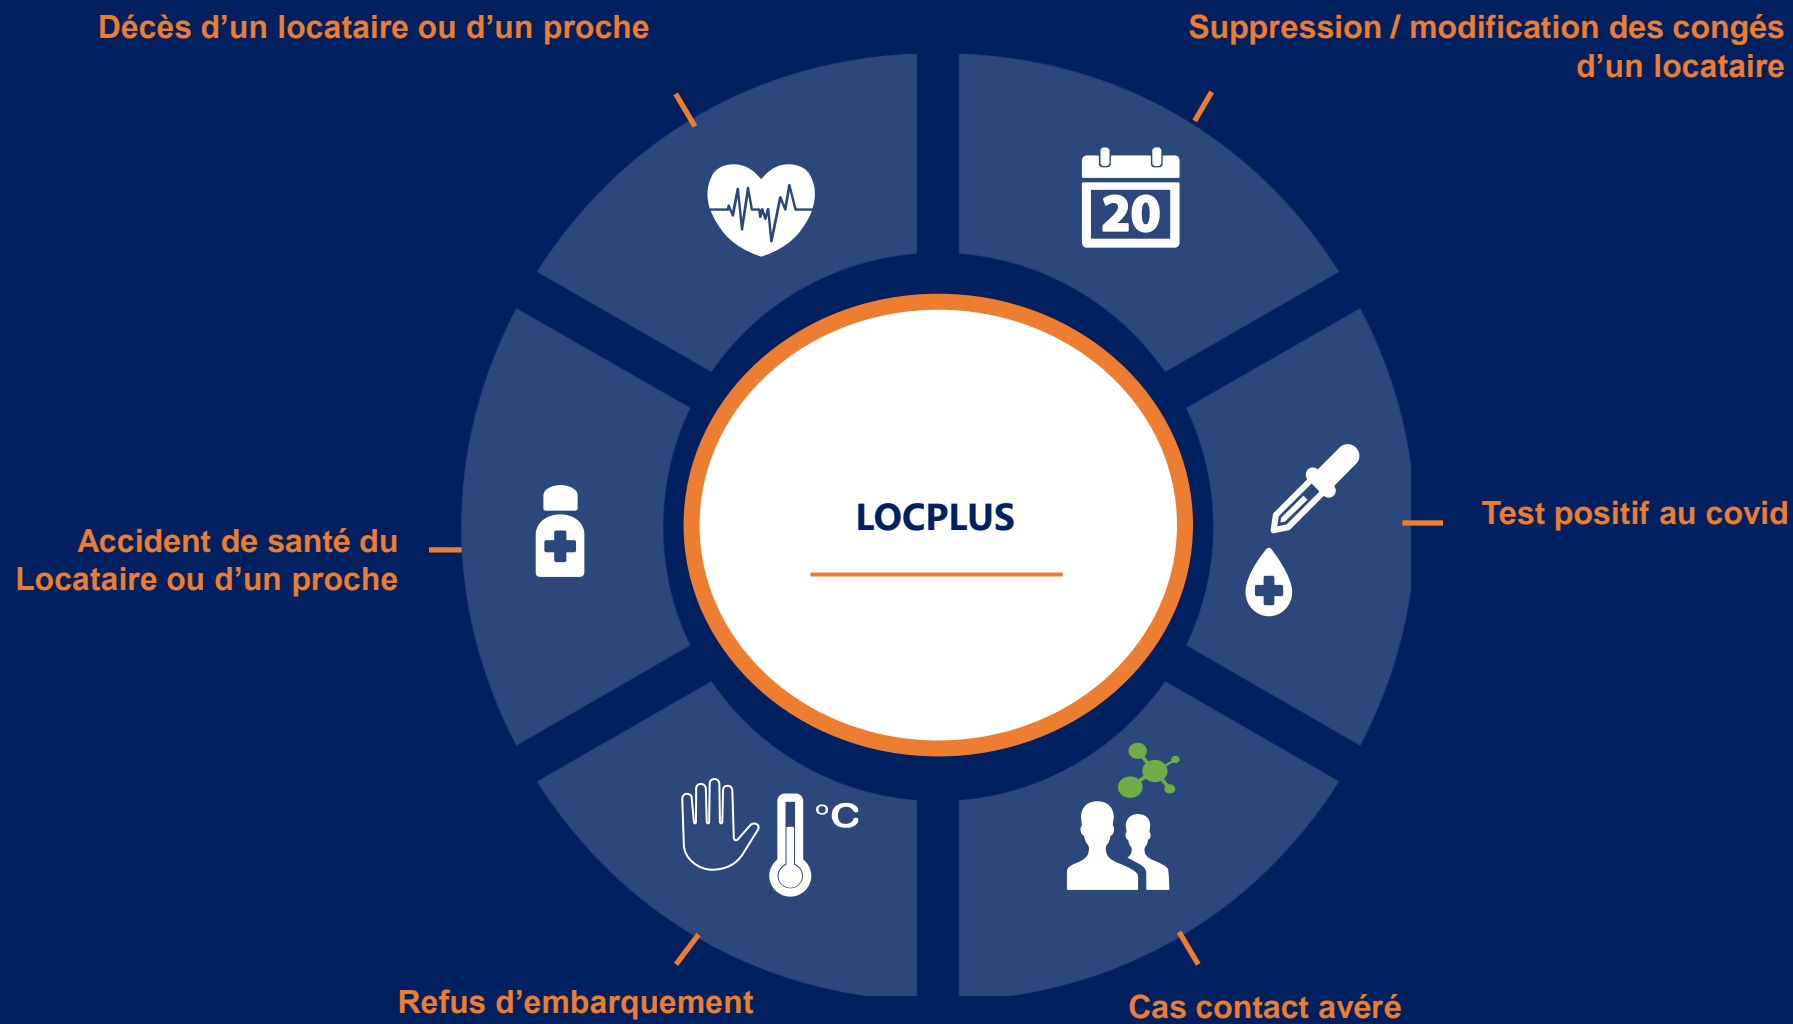 Décès d’un locataire ou d’un proche
Suppression / modification des congés
d’un locataire
20
LOCPLUS
Test positif au covid
Accident de santé du
Locataire ou d’un proche
°C
Refus d’embarquement
Cas contact avéré